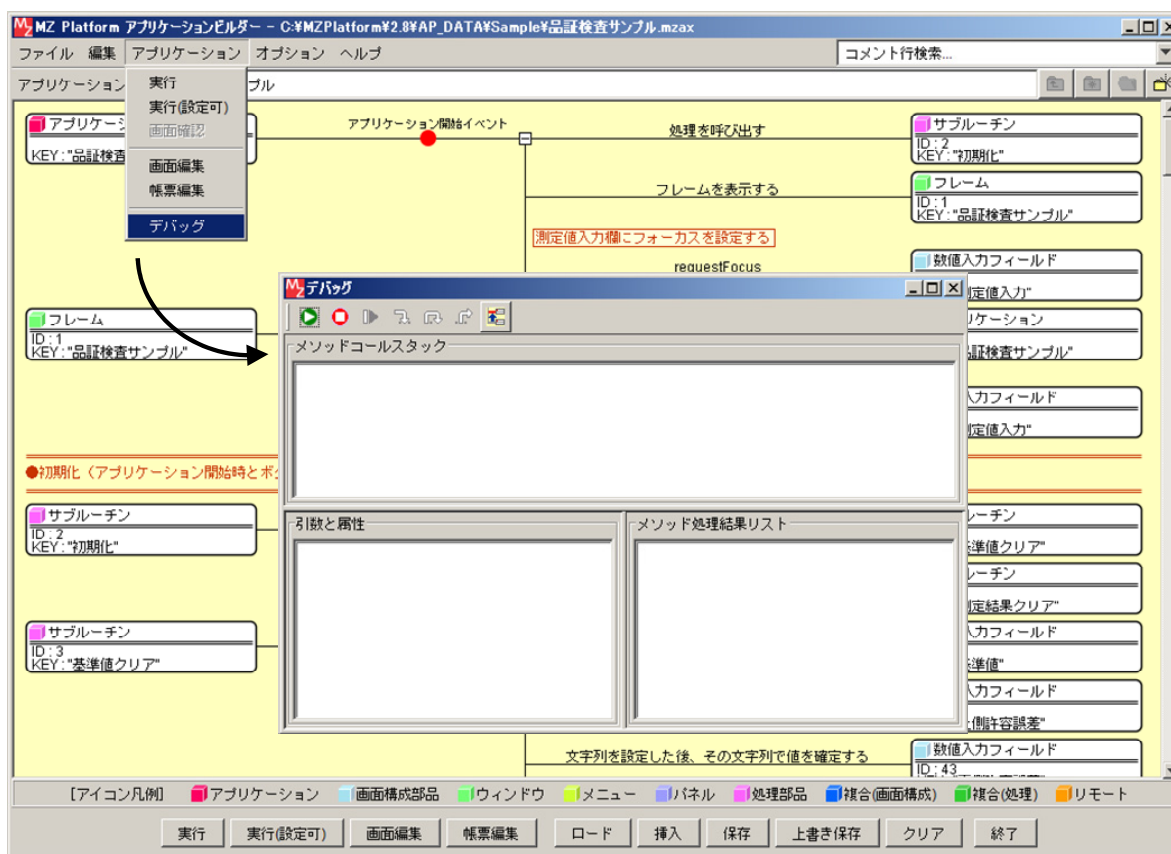 MZ Platform アプリケーションビルダー - C:¥MZPlatform¥2.8¥AP_DATA¥Sample¥品証検査サンプル.mzax
ファイル 編集 アプリケーション オプション ヘルプ
コメント行検索...
アプリケーション
プル
実行
実行(設定可)
画面確認
画面編集
帳票編集
デバッグ
アプリケーシ
KEY:"品証検査
アプリケーション開始イベント
処理を呼び出す
サブルーチン
ID:2
KEY:"初期化"
フレームを表示する
フレーム
ID:1
KEY:"品証検査サンプル"
測定値入力欄にフォーカスを設定する
requestFocus
数値入力フィールド
定値入力"
フレーム
ID:1
KEY:"品証検査サンプル"
リケーション
証検査サンプル"
入力フィールド
定値入力"
デバッグ
メソッドコールスタック
引数と属性
メソッド処理結果リスト
●初期化（アプリケーション開始時とボ
サブルーチン
ID:2
KEY:"初期化"
ルーチン
準値クリア"
ルーチン
定結果クリア"
サブルーチン
ID:3
KEY:"基準値クリア"
入力フィールド
準値"
入力フィールド
側許容誤差"
文字列を設定した後、その文字列で値を確定する
数値入力フィールド
ID:43
[アイコン凡例] アプリケーション 画面構成部品 ウィンドウ メニュー パネル 処理部品 複合(画面構成) 複合(処理) リモート
実行 実行(設定可) 画面編集 帳票編集 ロード 挿入 保存 上書き保存 クリア 終了